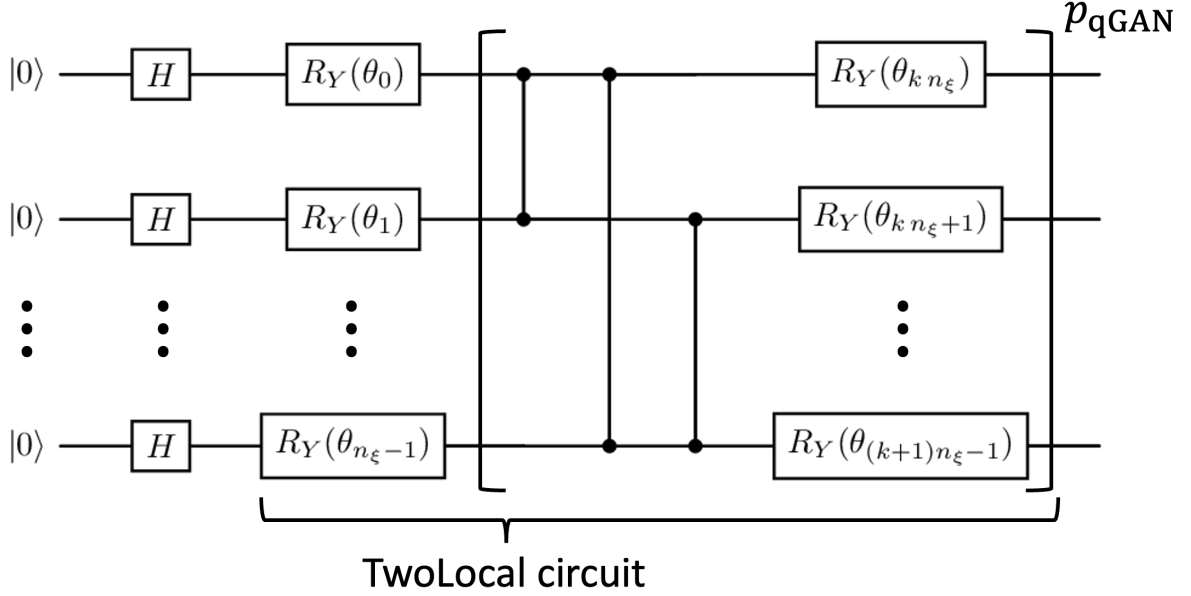 p_qGAN
|0⟩ H R_Y(θ_0) R_Y(θ_{k n_ξ})
|0⟩ H R_Y(θ_1) R_Y(θ_{k n_ξ+1})
|0⟩ H R_Y(θ_{n_ξ−1}) R_Y(θ_{(k+1)n_ξ−1})
TwoLocal circuit